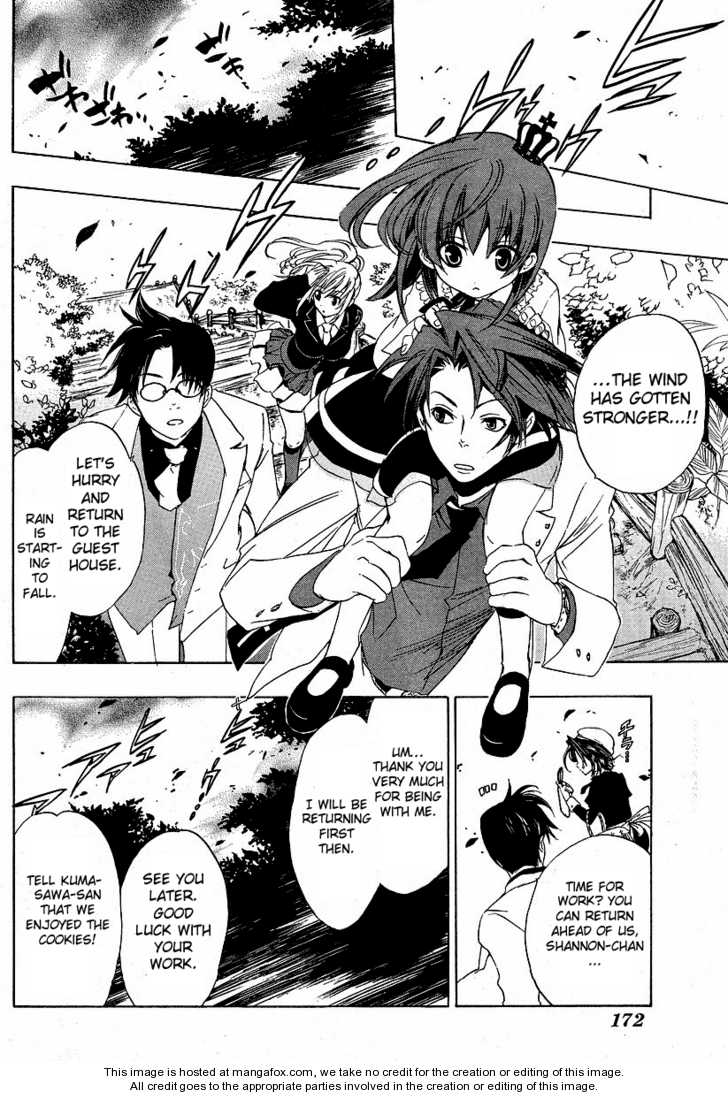 ざわ
ざわ
...THE WIND
HAS GOTTEN
STRONGER...!!
LET'S
HURRY
AND
RETURN
TO THE
GUEST
HOUSE.
RAIN
IS
START-
ING
TO
FALL.
TIME FOR
WORK? YOU
CAN RETURN
AHEAD OF US,
SHANNON-CHAN
...
UM...
THANK YOU
VERY MUCH
FOR BEING
WITH ME.
I WILL BE
RETURNING
FIRST
THEN.
SEE YOU
LATER.
GOOD
LUCK WITH
YOUR
WORK.
TELL KUMA-
SAWA-SAN
THAT WE
ENJOYED THE
COOKIES!
172
This image is hosted at mangafox.com, we take no credit for the creation or editing of this image.
All credit goes to the appropriate parties involved in the creation or editing of this image.